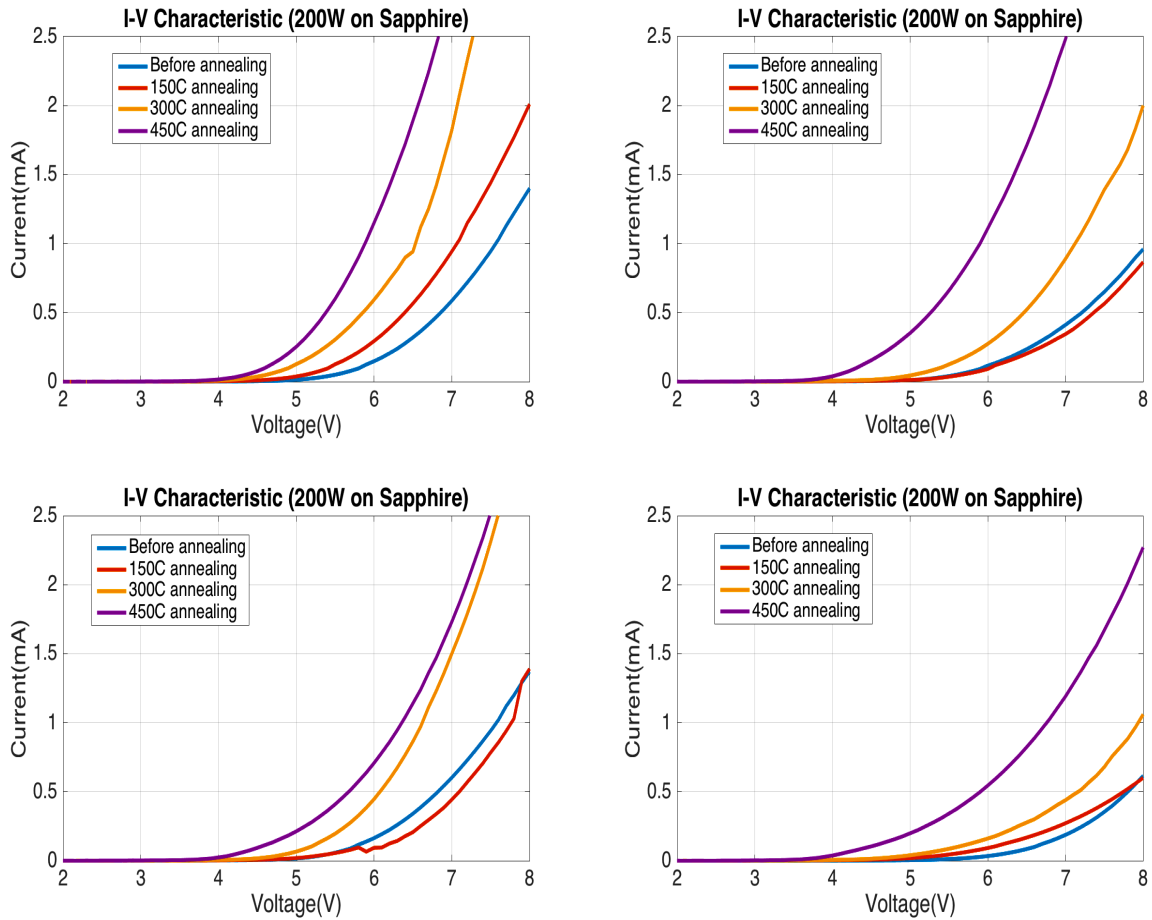 I-V Characteristic (200W on Sapphire)
2.5
2
1.5
1
0.5
0
Current(mA)
Before annealing
150C annealing
300C annealing
450C annealing
2 3 4 5 6 7 8
Voltage(V)
I-V Characteristic (200W on Sapphire)
2.5
2
1.5
1
0.5
0
Current(mA)
Before annealing
150C annealing
300C annealing
450C annealing
2 3 4 5 6 7 8
Voltage(V)
I-V Characteristic (200W on Sapphire)
2.5
2
1.5
1
0.5
0
Current(mA)
Before annealing
150C annealing
300C annealing
450C annealing
2 3 4 5 6 7 8
Voltage(V)
I-V Characteristic (200W on Sapphire)
2.5
2
1.5
1
0.5
0
Current(mA)
Before annealing
150C annealing
300C annealing
450C annealing
2 3 4 5 6 7 8
Voltage(V)